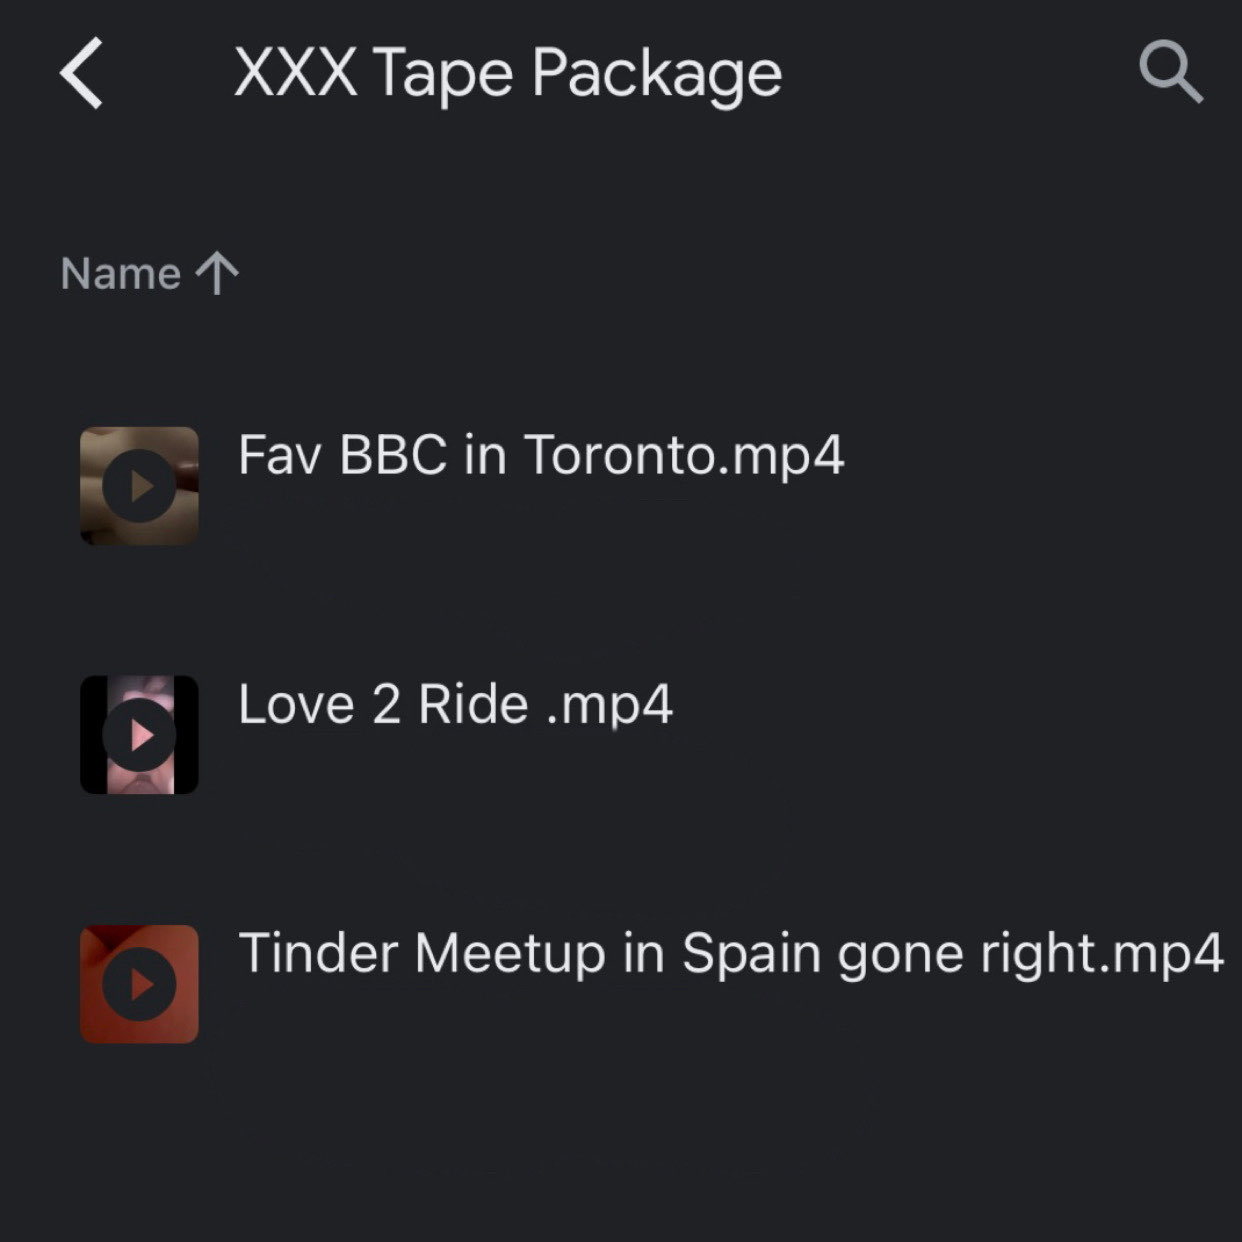 XXX Tape Package
Name
Fav BBC in Toronto.mp4
Love 2 Ride .mp4
Tinder Meetup in Spain gone right.mp4